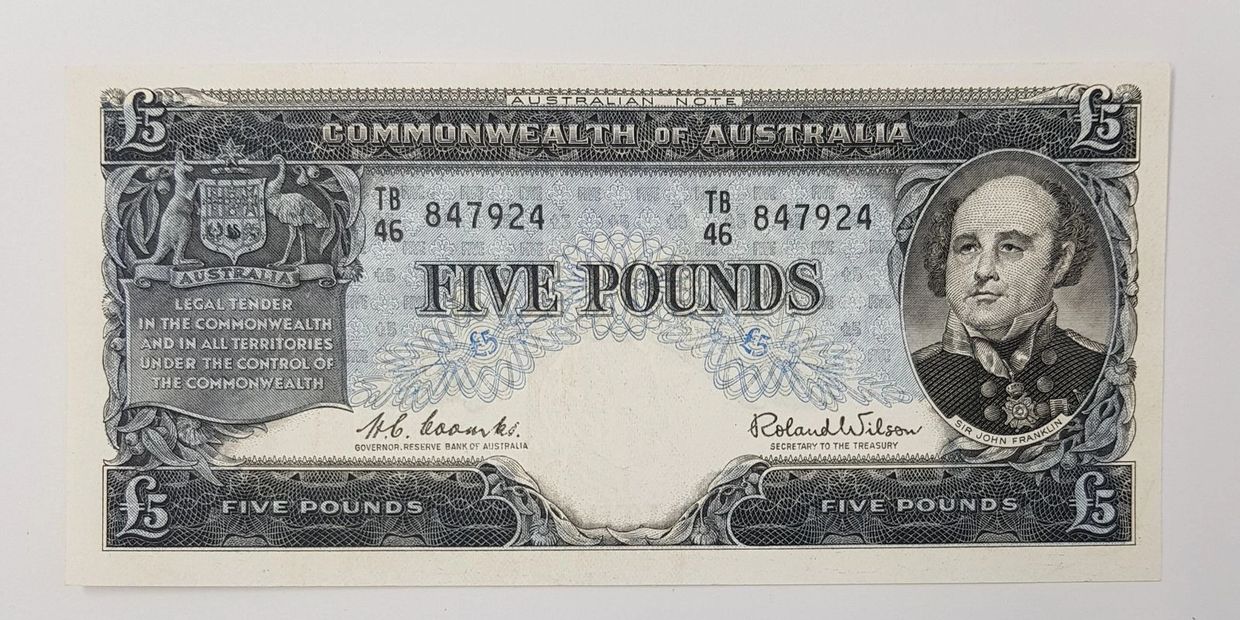 AUSTRALIAN NOTE
£5 COMMONWEALTH OF AUSTRALIA £5
TB 46 847924
TB 46 847924
AUSTRALIA
FIVE POUNDS
LEGAL TENDER
IN THE COMMONWEALTH
AND IN ALL TERRITORIES
UNDER THE CONTROL OF
THE COMMONWEALTH
£5 £5
H.C. Coombs.
GOVERNOR, RESERVE BANK OF AUSTRALIA
Roland Wilson
SECRETARY TO THE TREASURY
SIR JOHN FRANKLIN
£5 FIVE POUNDS FIVE POUNDS £5